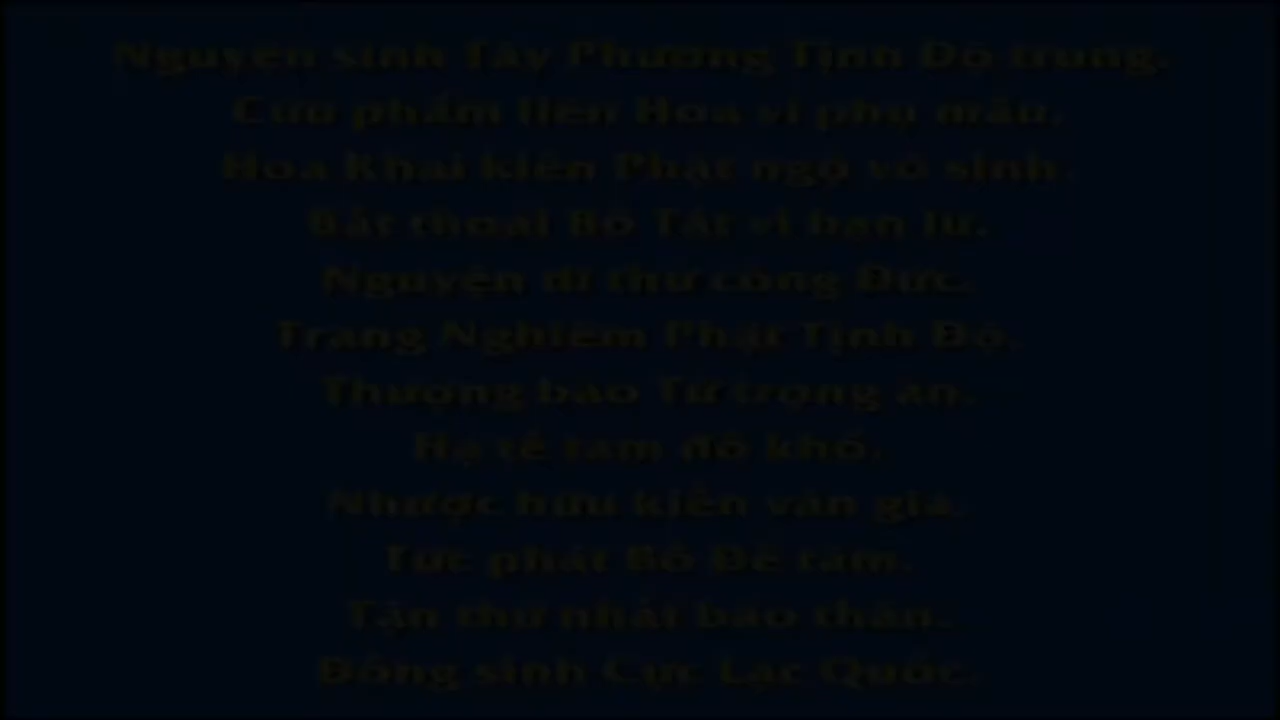 Nguyện sinh Tây Phương Tịnh Độ trung,
Cửu phẩm liên Hoa vi phụ mẫu.
Hoa Khai kiến Phật ngộ vô sinh.
Bất thoái Bồ Tát vi bạn lữ.
Nguyện dĩ thử công Đức.
Trang Nghiêm Phật Tịnh Độ.
Thượng báo Tứ trọng ân.
Hạ tế tam đồ khổ.
Nhược hữu kiến văn giả.
Tức phát Bồ Đề tâm.
Tận thử nhất báo thân.
Đồng sinh Cực Lạc Quốc.